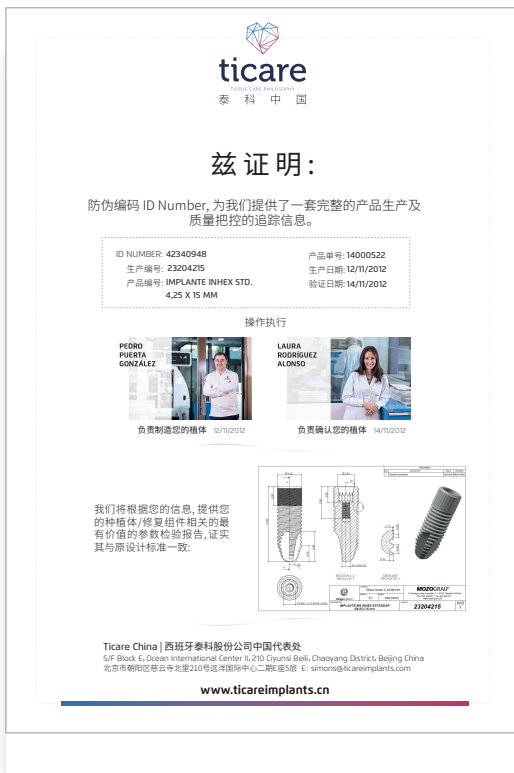 ticare
TISSUE CARE PHILOSOPHY
泰 科 中 国
兹证明:
防伪编码 ID Number, 为我们提供了一套完整的产品生产及
质量把控的追踪信息。
ID NUMBER: 42340948
生产编号: 23204215
产品编号: IMPLANTE INHEX STD.
4,25 X 15 MM
产品单号: 14000522
生产日期: 12/11/2012
验证日期: 14/11/2012
操作执行
PEDRO
PUERTA
GONZÁLEZ
LAURA
RODRÍGUEZ
ALONSO
负责制造您的植体 12/11/2012
负责确认您的植体 14/11/2012
我们将根据您的信息, 提供您
的种植体/修复组件相关的最
有价值的参数检验报告,证实
其与原设计标准一致:
MOZOGRAU
23204215
Ticare China | 西班牙泰科股份公司中国代表处
5/F Block E, Ocean International Center II, 210 Ciyunsi Beili, Chaoyang District, Beijing China
北京市朝阳区慈云寺北里210号远洋国际中心二期E座5层 E: simons@ticareimplants.com
www.ticareimplants.cn